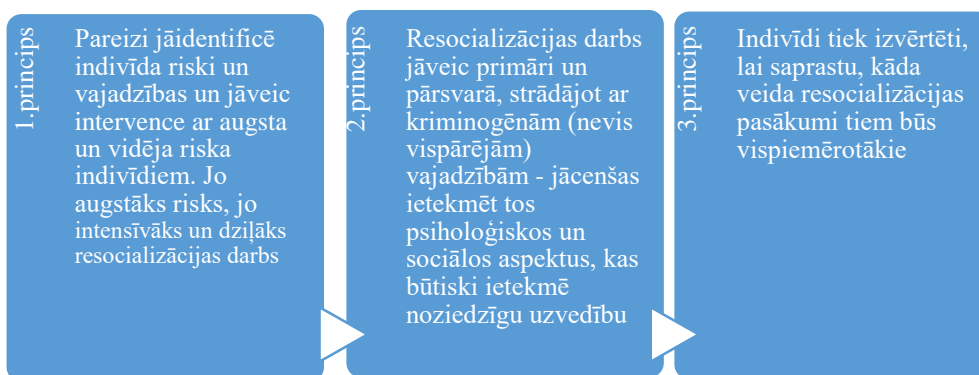 1.princips
Pareizi jāidentificē
indivīda riski un
vajadzības un jāveic
intervence ar augsta
un vidēja riska
indivīdiem. Jo
augstāks risks, jo
intensīvāks un dziļāks
resocializācijas darbs
2.princips
Resocializācijas darbs
jāveic primāri un
pārsvarā, strādājot ar
kriminogēnām (nevis
vispārējām)
vajadzībām - jācenšas
ietekmēt tos
psiholoģiskos un
sociālos aspektus, kas
būtiski ietekmē
noziedzīgu uzvedību
3.princips
Indivīdi tiek izvērtēti,
lai saprastu, kāda
veida resocializācijas
pasākumi tiem būs
vispiemērotākie